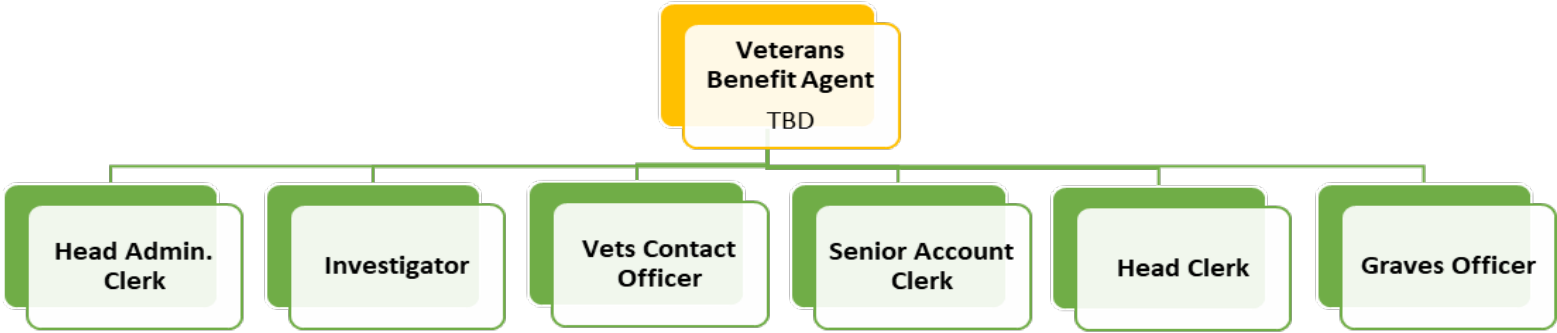 Veterans
Benefit Agent
TBD
Head Admin.
Clerk
Investigator
Vets Contact
Officer
Senior Account
Clerk
Head Clerk
Graves Officer